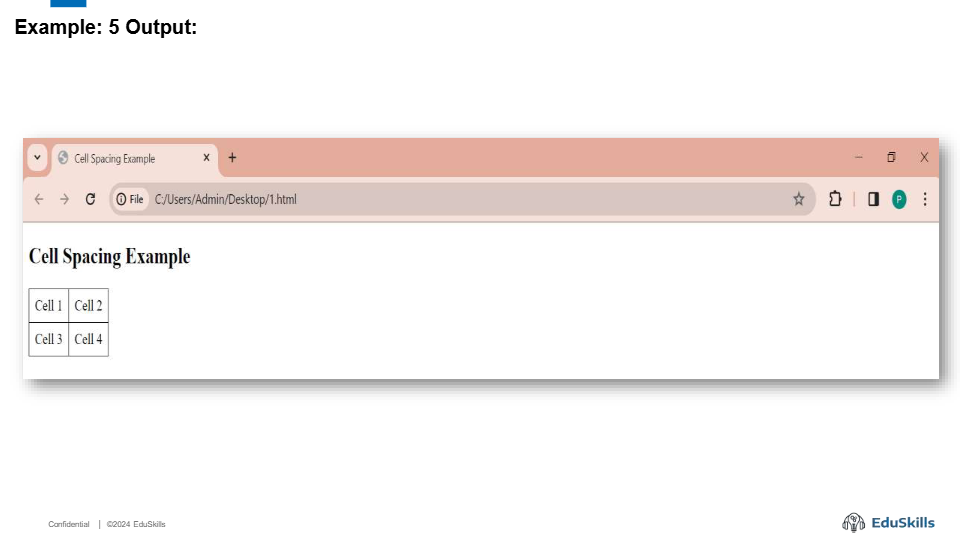 Example: 5 Output:
Cell Spacing Example
File C:/Users/Admin/Desktop/1.html
P
Cell Spacing Example
Cell 1 Cell 2
Cell 3 Cell 4
Confidential | ©2024 EduSkills
EduSkills